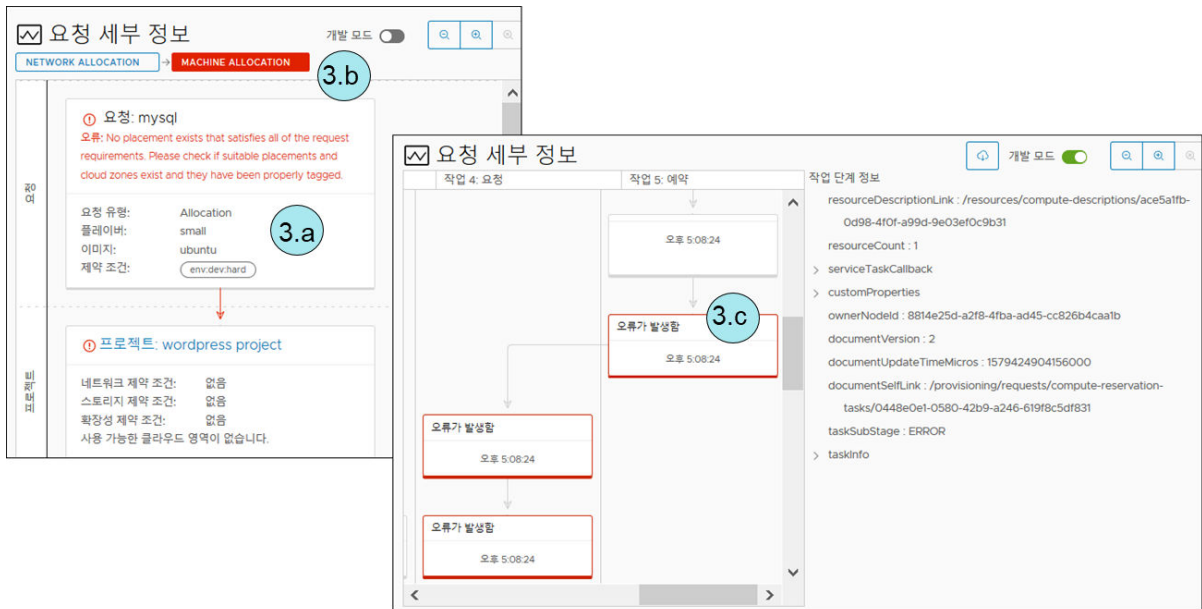 요청 세부 정보
개발 모드
NETWORK ALLOCATION
MACHINE ALLOCATION
3.b
요청
요청: mysql
오류: No placement exists that satisfies all of the request
requirements. Please check if suitable placements and
cloud zones exist and they have been properly tagged.
요청 유형: Allocation
플레이버: small
이미지: ubuntu
제약 조건: env:dev:hard
3.a
프로젝트
프로젝트: wordpress project
네트워크 제약 조건: 없음
스토리지 제약 조건: 없음
확장성 제약 조건: 없음
사용 가능한 클라우드 영역이 없습니다.
요청 세부 정보
개발 모드
작업 4: 요청
작업 5: 예약
오후 5:08:24
오류가 발생함
3.c
오후 5:08:24
오류가 발생함
오후 5:08:24
오류가 발생함
오후 5:08:24
작업 단계 정보
resourceDescriptionLink : /resources/compute-descriptions/ace5a1fb-
0d98-4f0f-a99d-9e03ef0c9b31
resourceCount : 1
serviceTaskCallback
customProperties
ownerNodeId : 8814e25d-a2f8-4fba-ad45-cc826b4caa1b
documentVersion : 2
documentUpdateTimeMicros : 1579424904156000
documentSelfLink : /provisioning/requests/compute-reservation-
tasks/0448e0e1-0580-42b9-a246-619f8c5df831
taskSubStage : ERROR
taskInfo